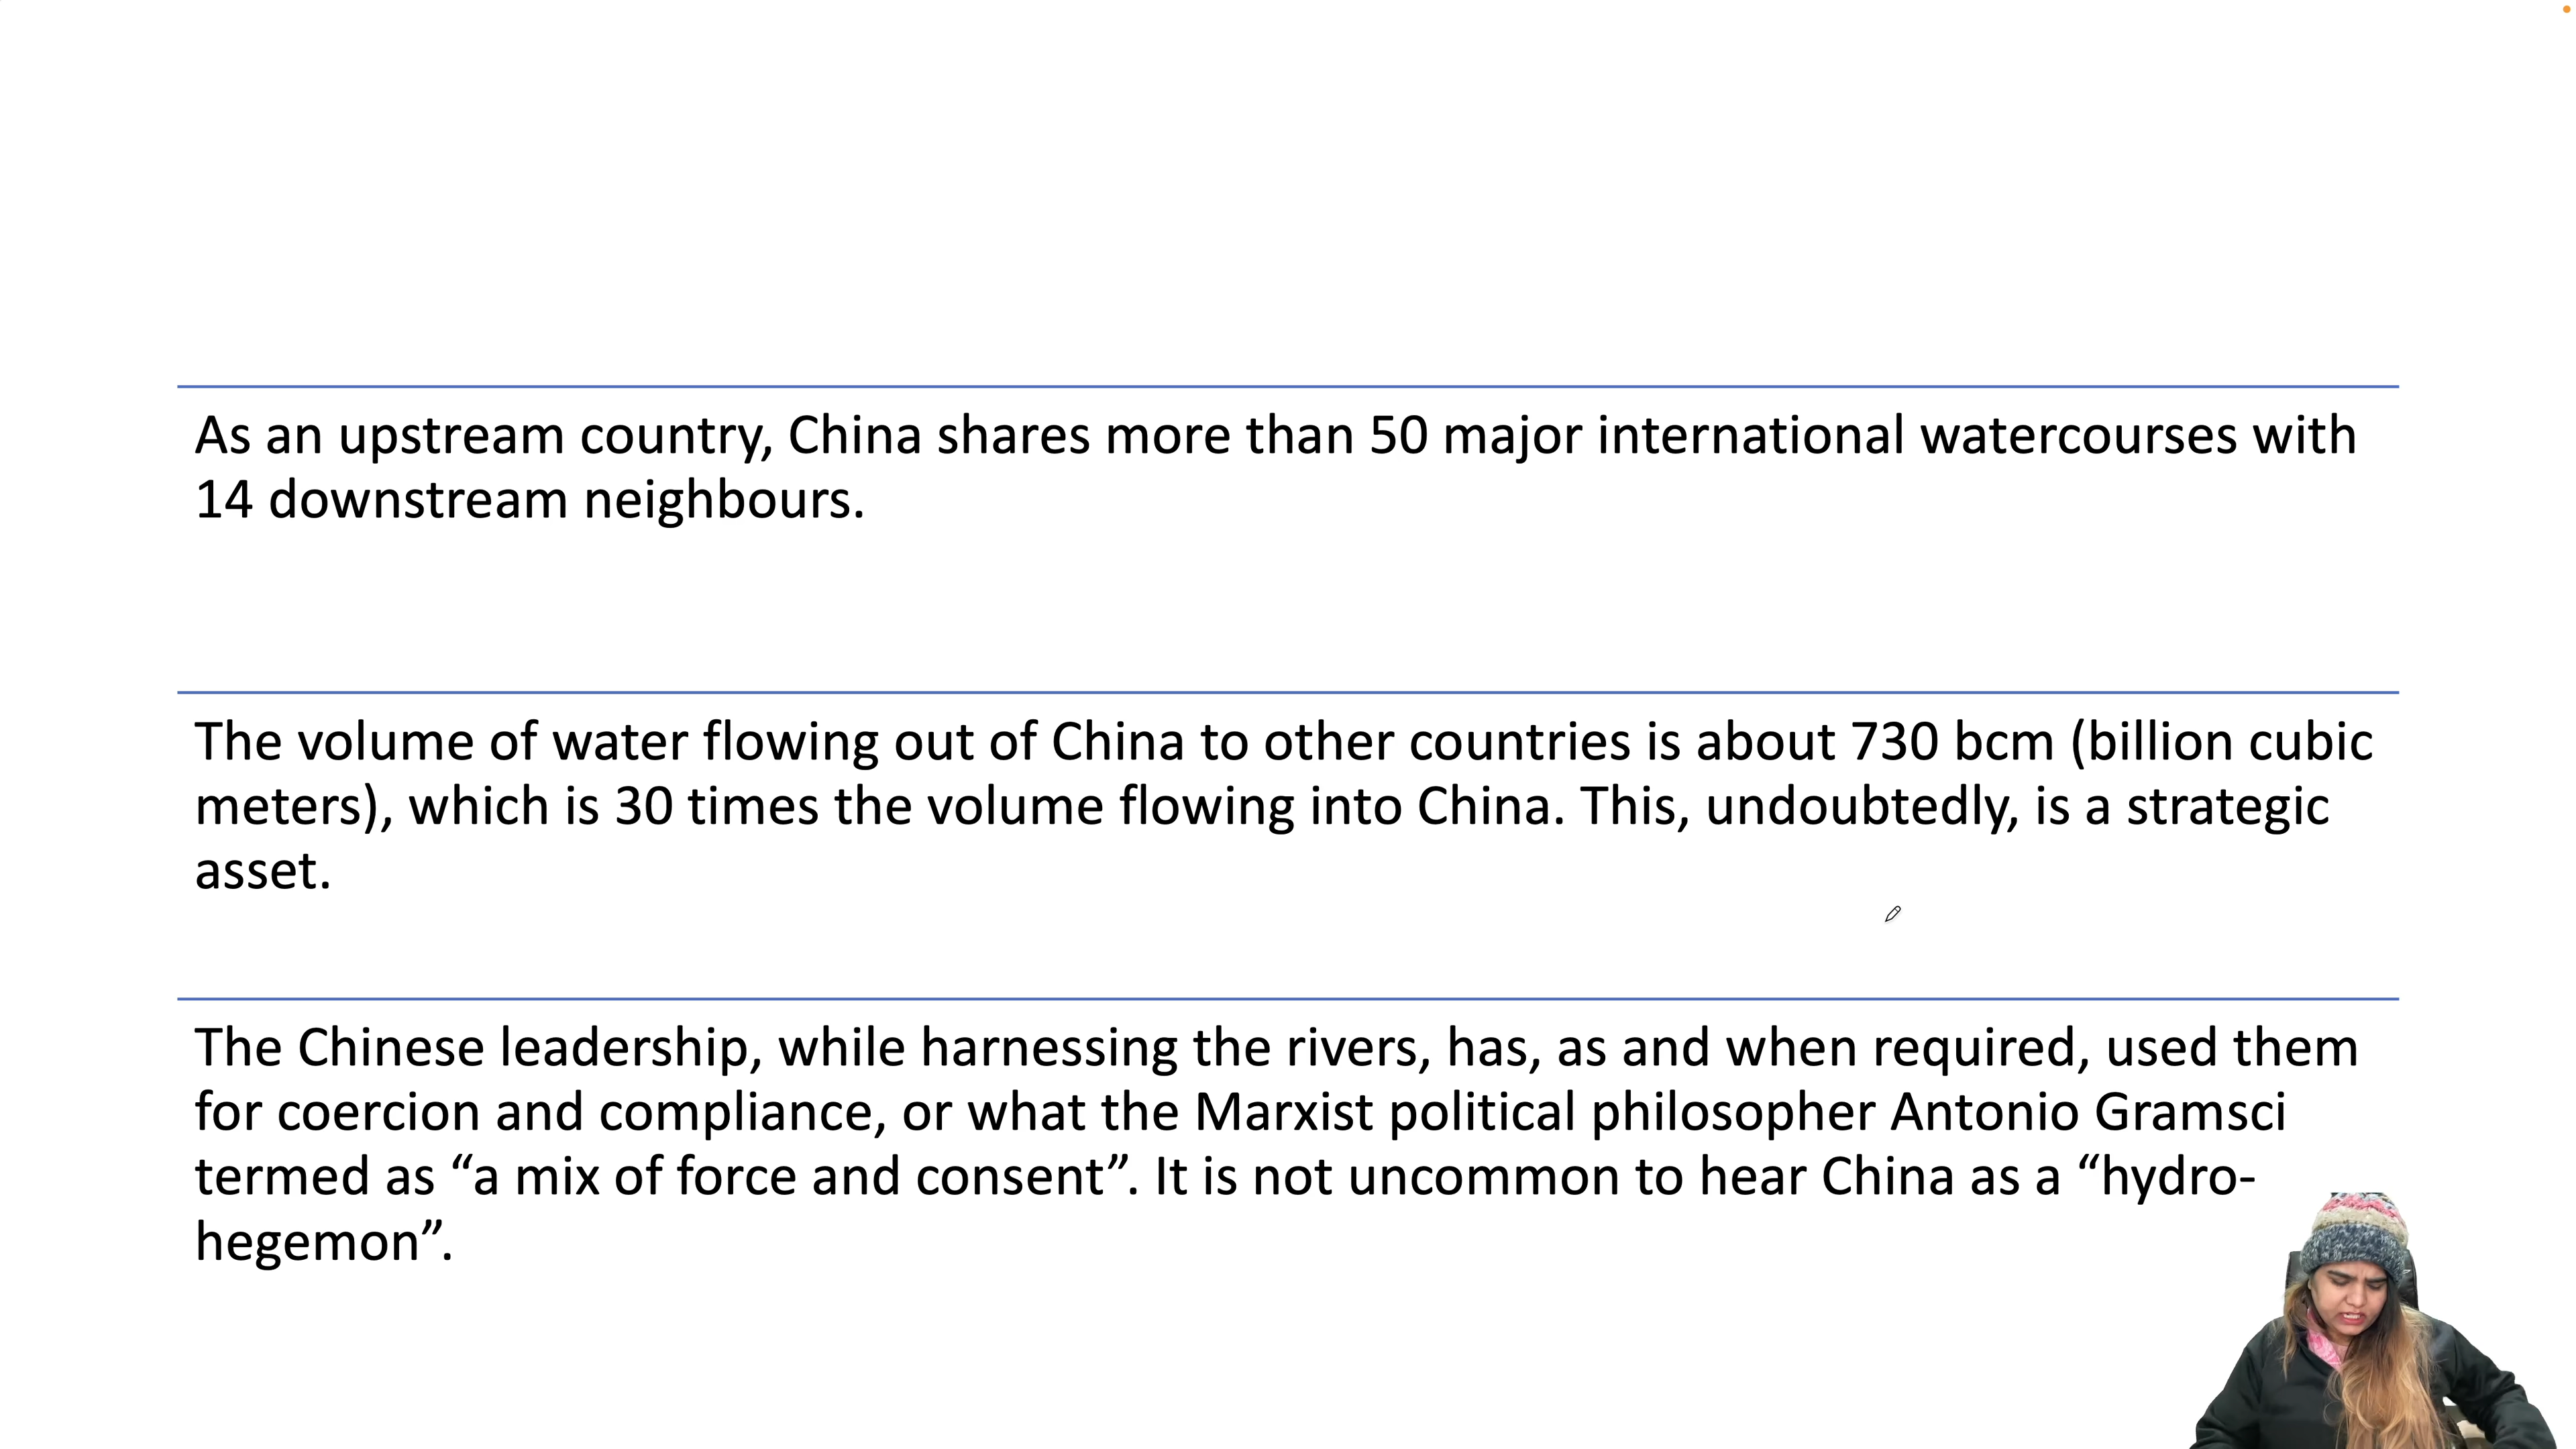 As an upstream country, China shares more than 50 major international watercourses with
14 downstream neighbours.
The volume of water flowing out of China to other countries is about 730 bcm (billion cubic
meters), which is 30 times the volume flowing into China. This, undoubtedly, is a strategic
asset.
The Chinese leadership, while harnessing the rivers, has, as and when required, used them
for coercion and compliance, or what the Marxist political philosopher Antonio Gramsci
termed as “a mix of force and consent”. It is not uncommon to hear China as a “hydro-
hegemon”.